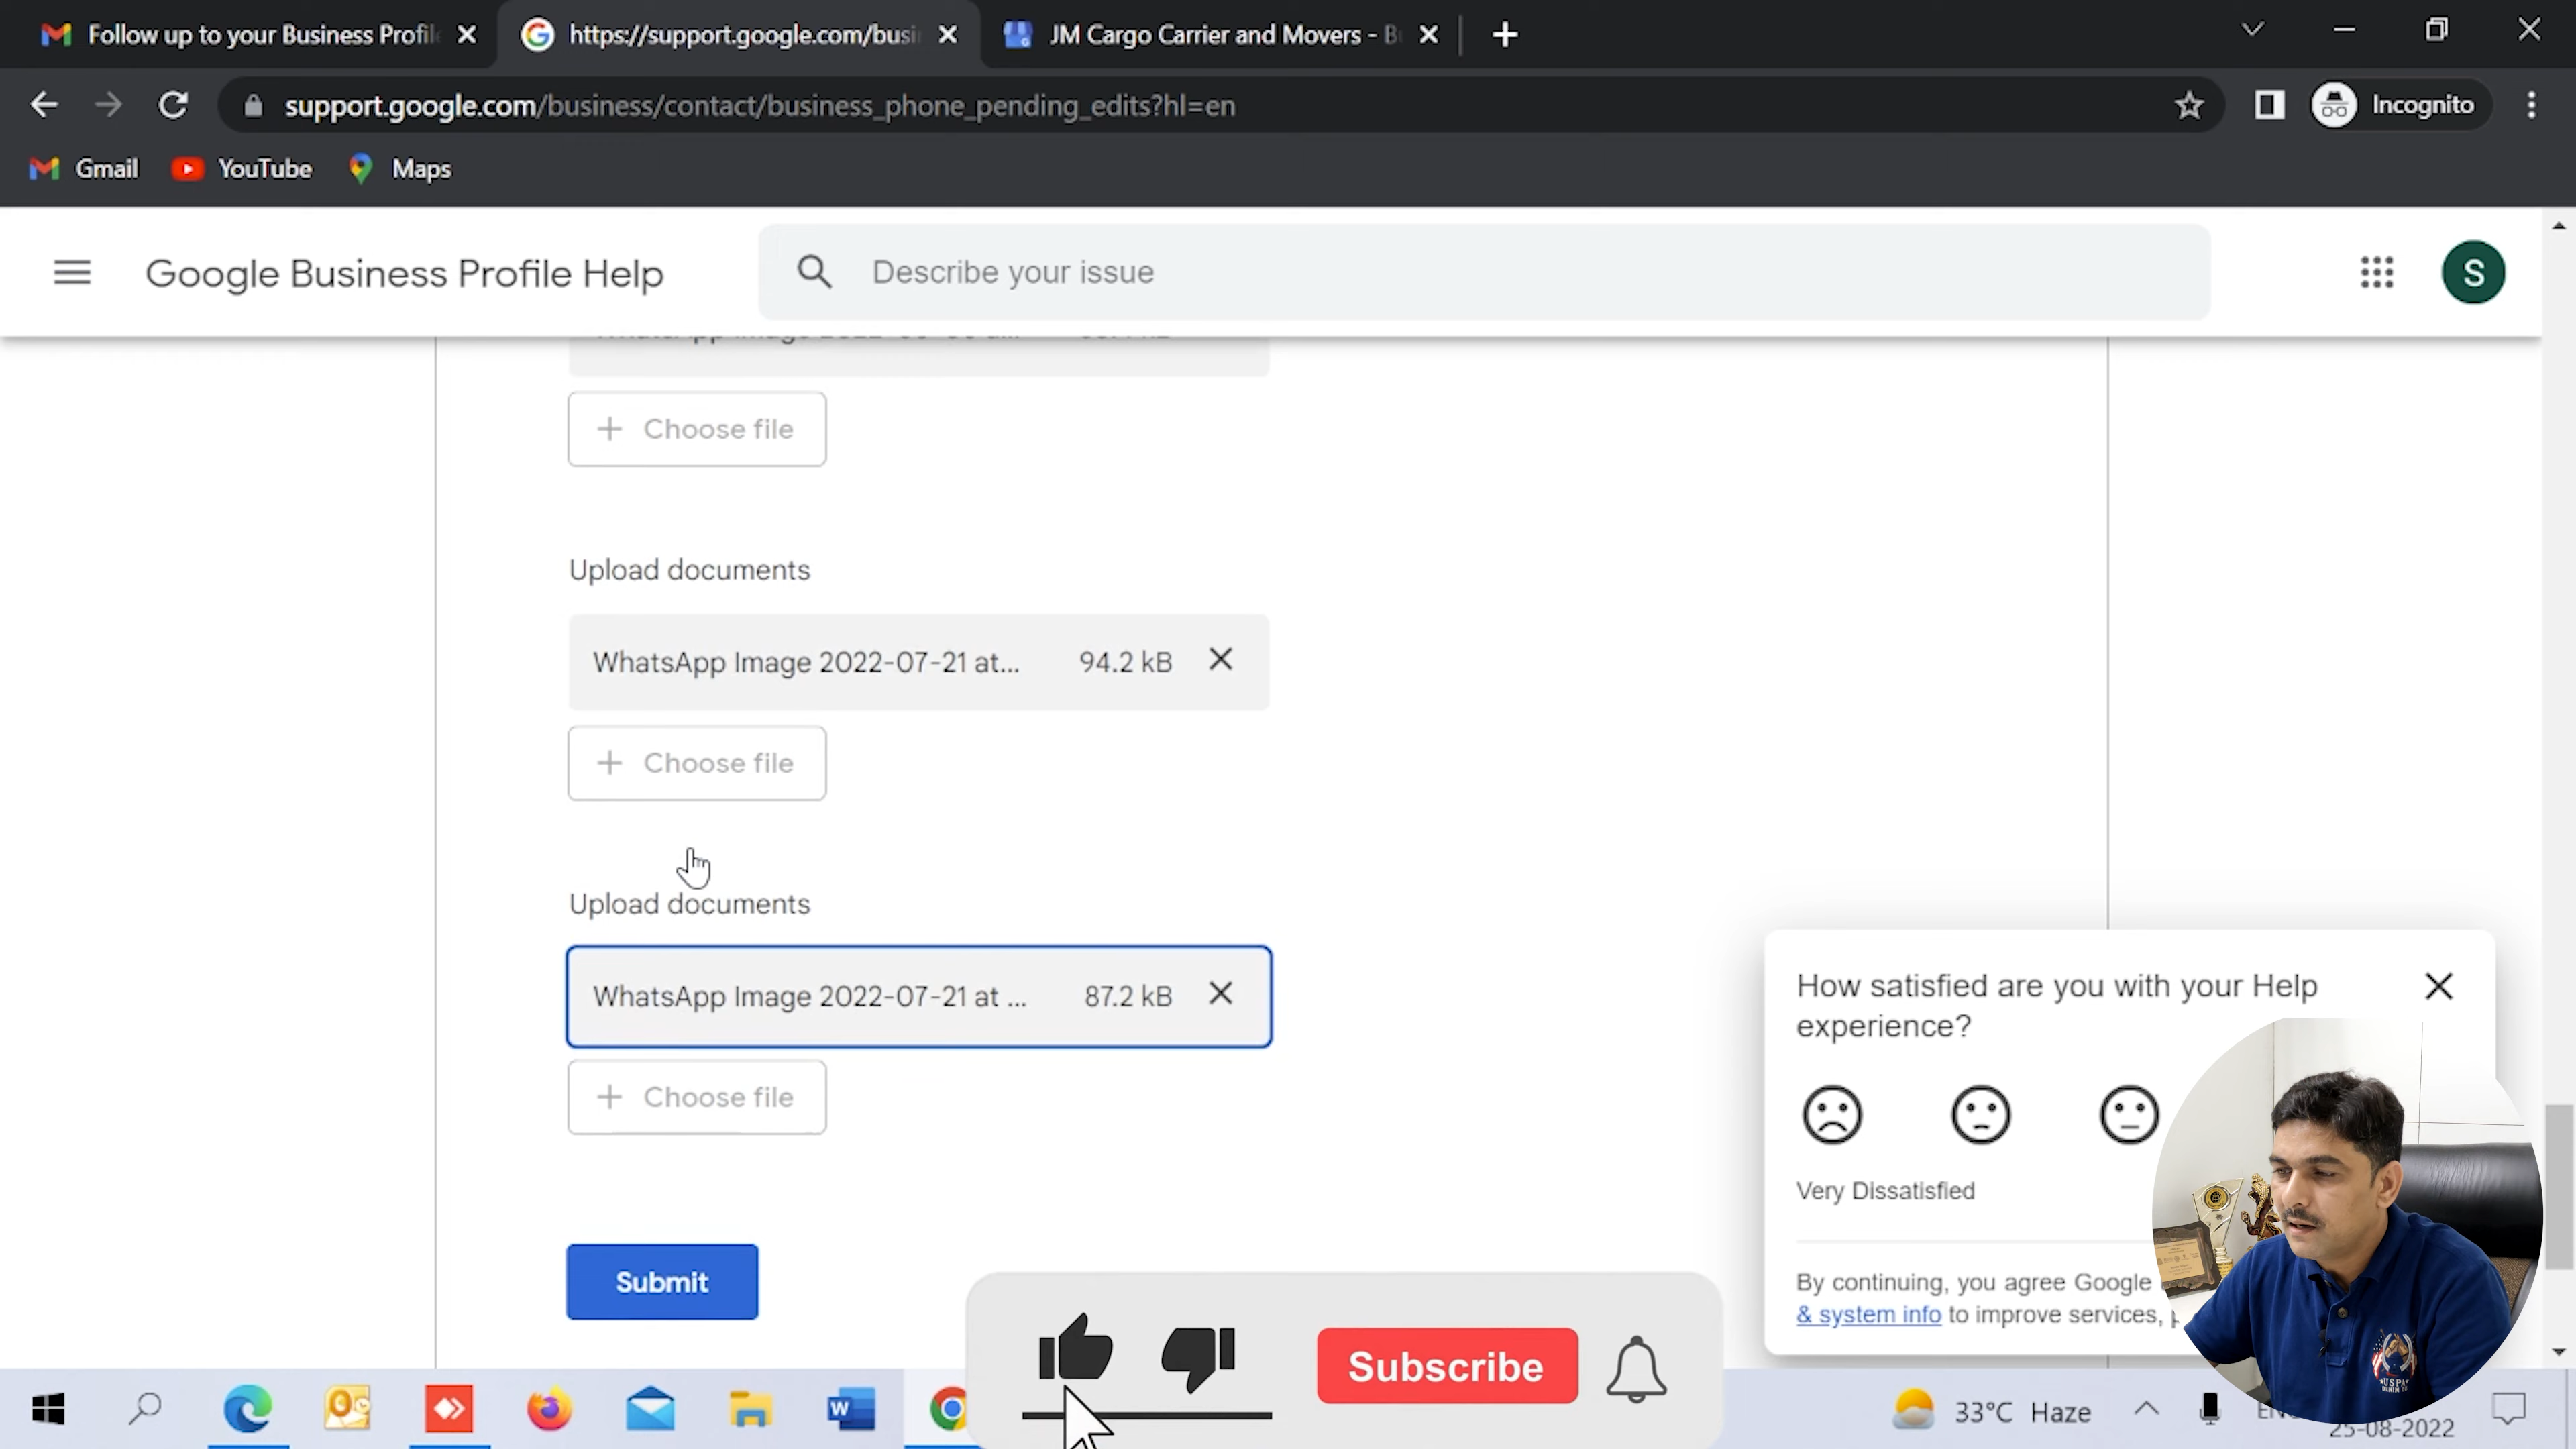 Follow up to your Business Profile
https://support.google.com/busi
JM Cargo Carrier and Movers - B
support.google.com/business/contact/business_phone_pending_edits?hl=en
Incognito
Gmail
YouTube
Maps
Google Business Profile Help
Describe your issue
S
Choose file
Upload documents
WhatsApp Image 2022-07-21 at... 94.2 kB
Choose file
Upload documents
WhatsApp Image 2022-07-21 at ... 87.2 kB
Choose file
Submit
How satisfied are you with your Help
experience?
Very Dissatisfied
By continuing, you agree Google
& system info to improve services,
Subscribe
33°C Haze
25-08-2022